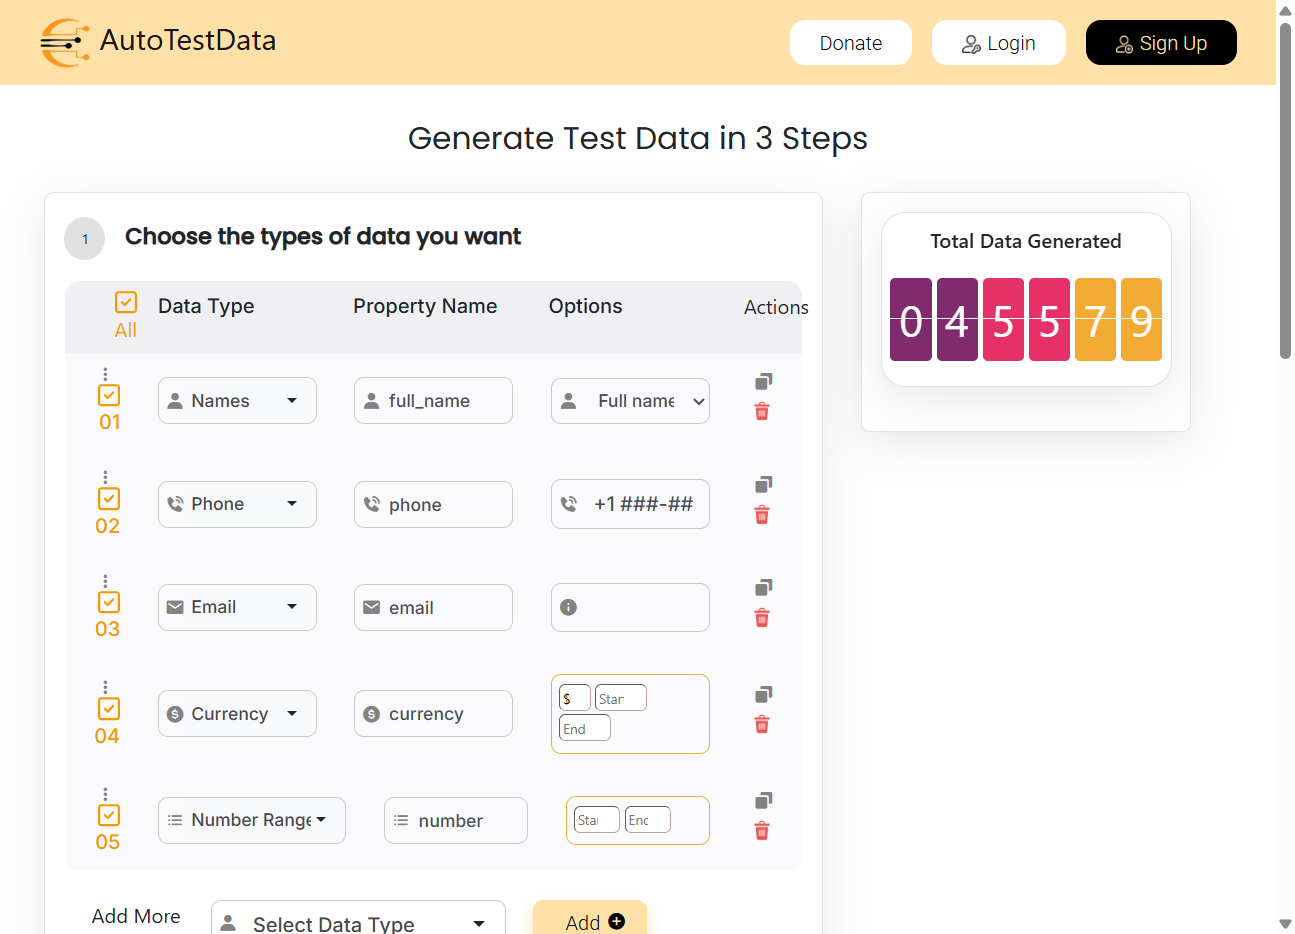 AutoTestData
Donate
Login
Sign Up
Generate Test Data in 3 Steps
1
Choose the types of data you want
Total Data Generated
0 4 5 5 7 9
All
Data Type
Property Name
Options
Actions
01
Names
full_name
Full name
02
Phone
phone
+1 ###-##
03
Email
email
04
Currency
currency
$
Star
End
05
Number Range
number
Sta
Enc
Add More
Select Data Type
Add